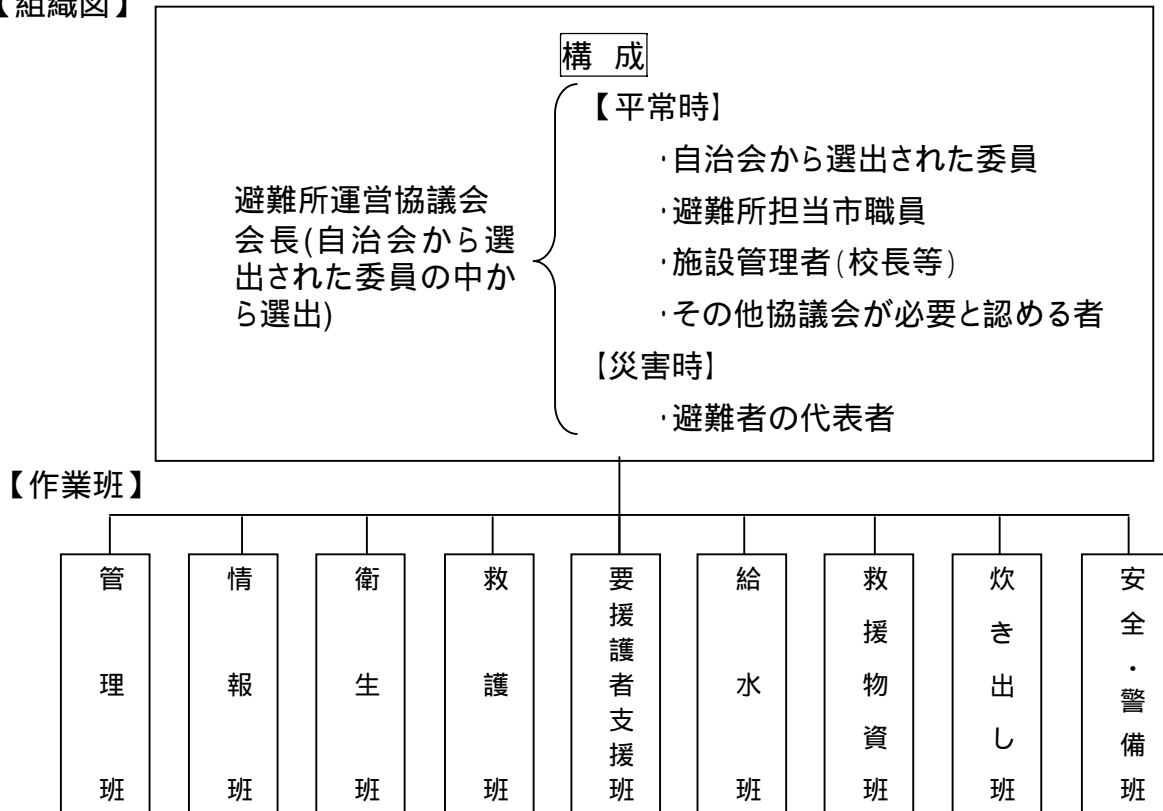 【組織図】
構 成
【平常時】
・自治会から選出された委員
・避難所担当市職員
・施設管理者(校長等)
・その他協議会が必要と認める者
【災害時】
・避難者の代表者
避難所運営協議会
会長(自治会から選
出された委員の中か
ら選出)
【作業班】
管理班
情報班
衛生班
救護班
要援護者支援班
給水班
救援物資班
炊き出し班
安全・警備班